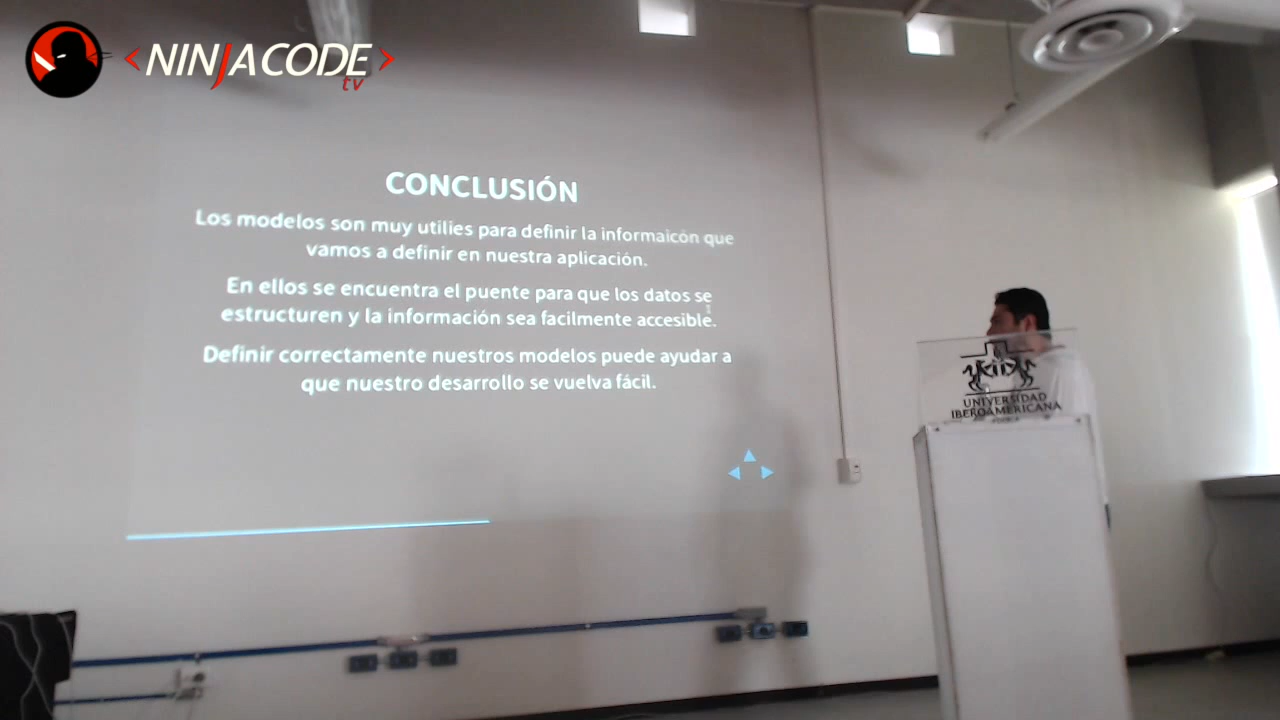 <NINJACODE>
tv
CONCLUSIÓN
Los modelos son muy utilies para definir la informaicón que
vamos a definir en nuestra aplicación.
En ellos se encuentra el puente para que los datos se
estructuren y la información sea facilmente accesible.
Definir correctamente nuestros modelos puede ayudar a
que nuestro desarrollo se vuelva fácil.
UNIVERSIDAD
IBEROAMERICANA